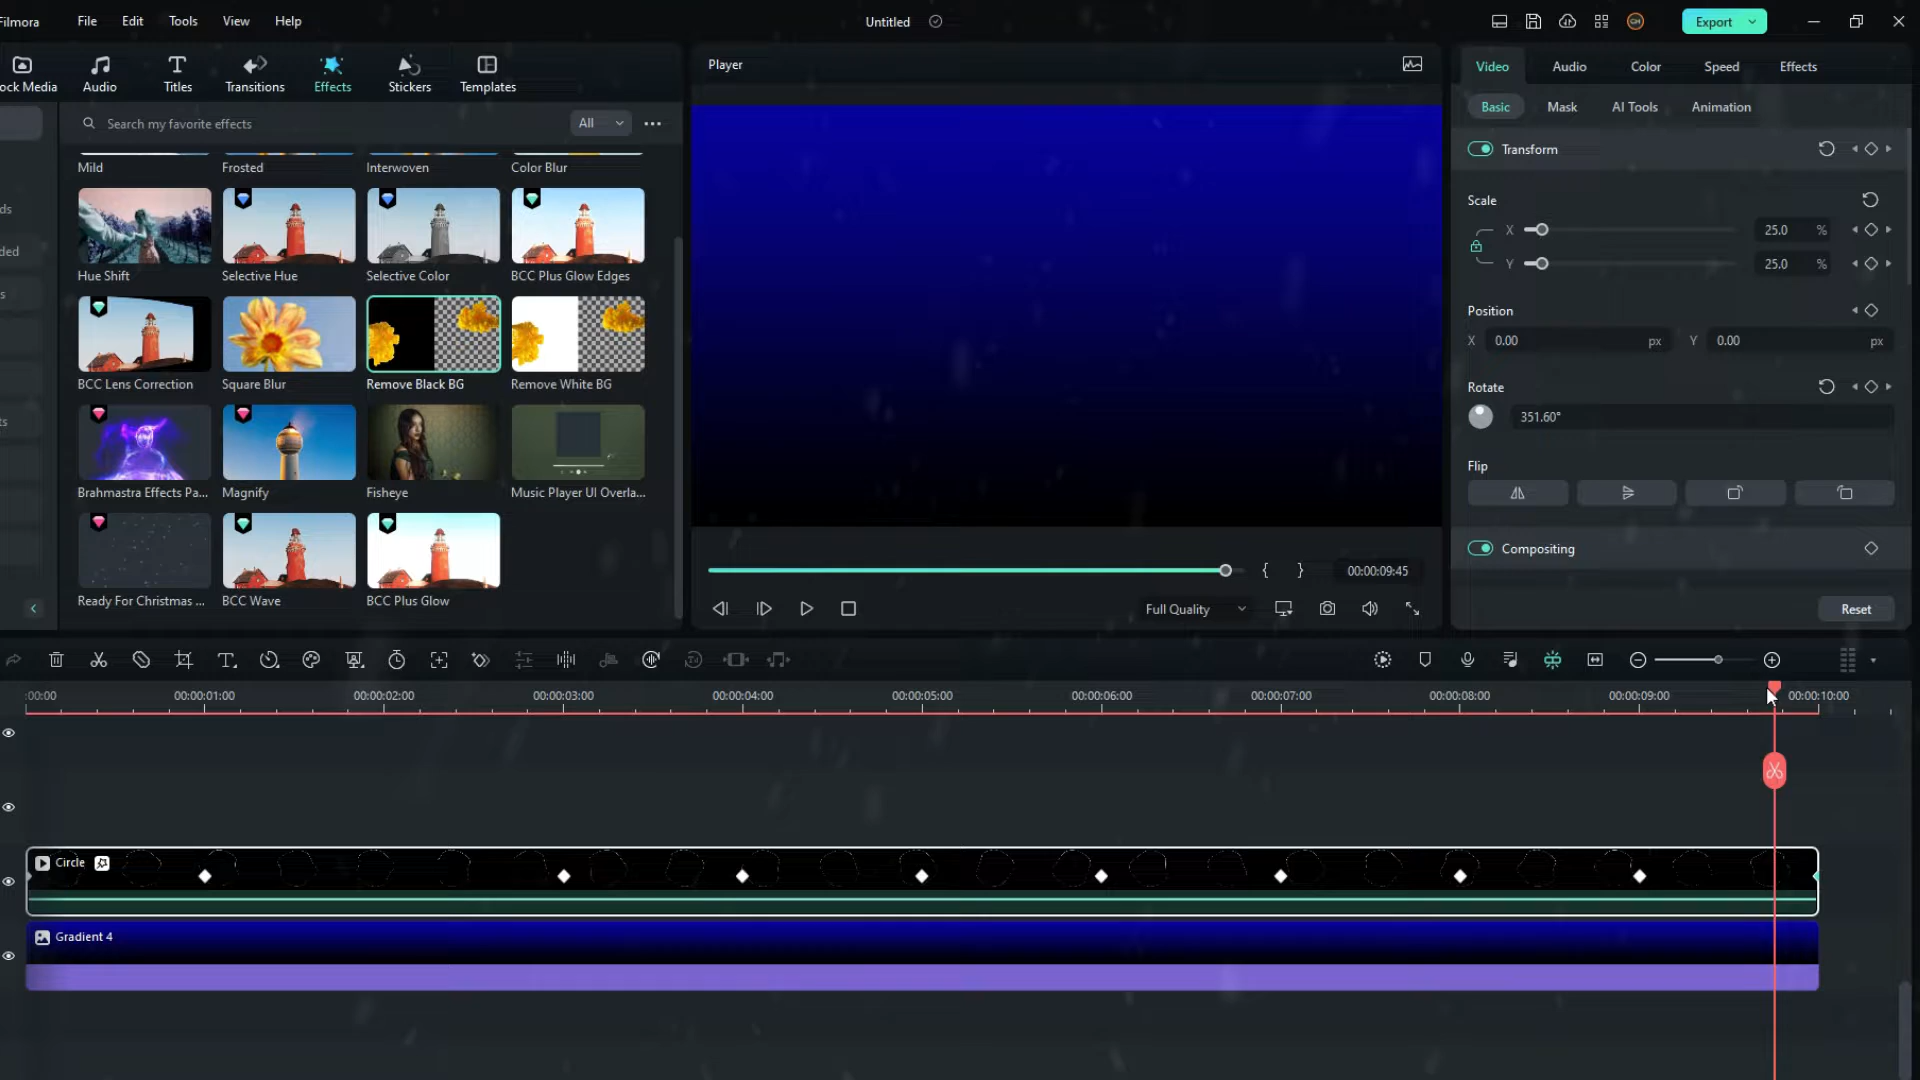 Filmora File Edit Tools View Help Untitled GM Export
ock Media Audio Titles Transitions Effects Stickers Templates
Search my favorite effects All
ds
ded
s
ts
Mild Frosted Interwoven Color Blur
Hue Shift Selective Hue Selective Color BCC Plus Glow Edges
BCC Lens Correction Square Blur Remove Black BG Remove White BG
Brahmastra Effects Pa... Magnify Fisheye Music Player UI Overla...
Ready For Christmas ... BCC Wave BCC Plus Glow
Player
{ } 00:00:09:45
Full Quality
Video Audio Color Speed Effects
Basic Mask AI Tools Animation
Transform
Scale
X 25.0 %
Y 25.0 %
Position
X 0.00 px Y 0.00 px
Rotate
351.60°
Flip
Compositing
Reset
:00:00 00:00:01:00 00:00:02:00 00:00:03:00 00:00:04:00 00:00:05:00 00:00:06:00 00:00:07:00 00:00:08:00 00:00:09:00 00:00:10:00
Circle
Gradient 4